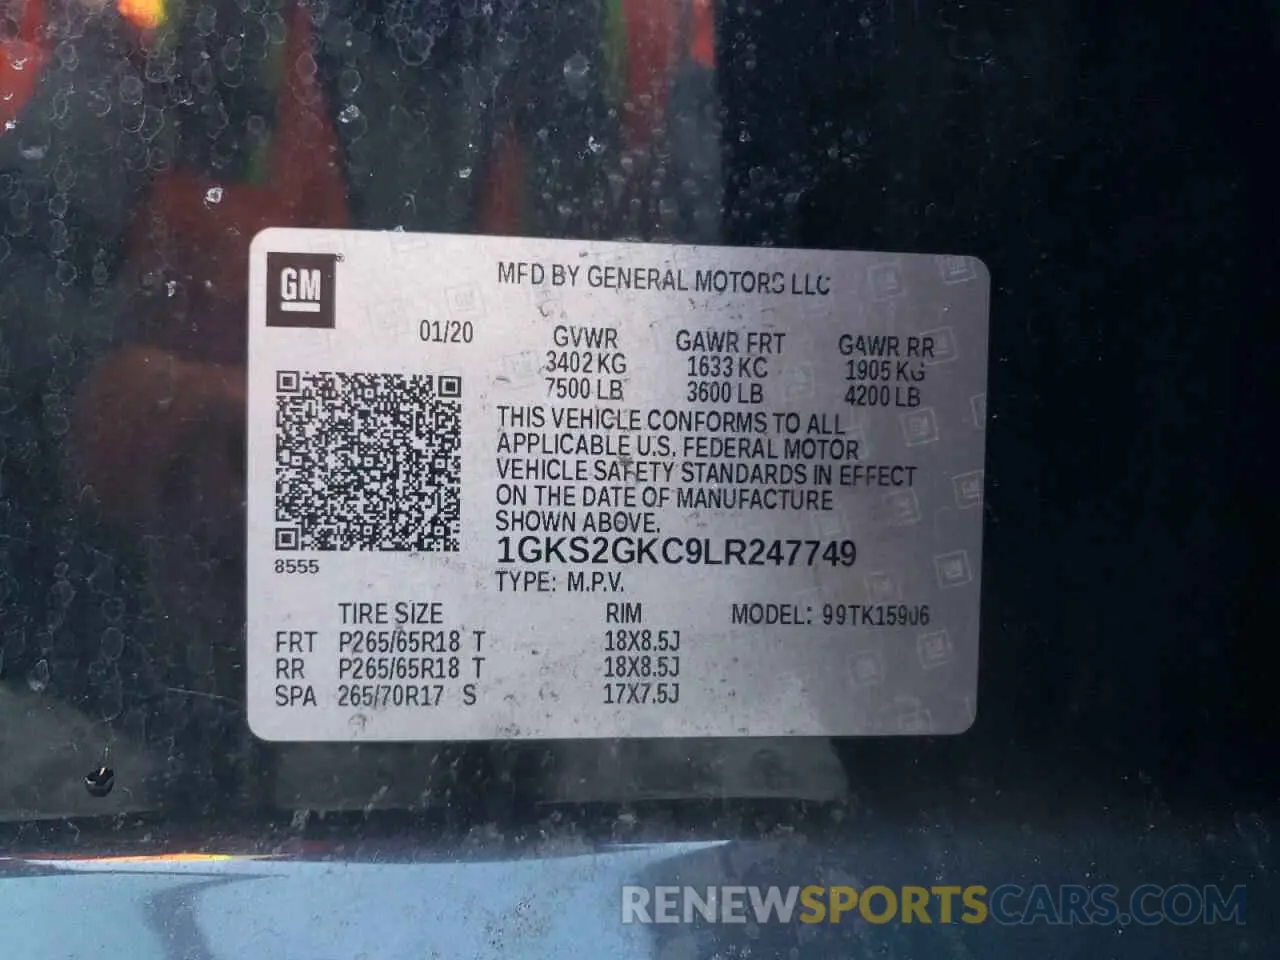 GM
MFD BY GENERAL MOTORS LLC
01/20 GVWR GAWR FRT GAWR RR
3402 KG 1633 KG 1905 KG
7500 LB 3600 LB 4200 LB
THIS VEHICLE CONFORMS TO ALL
APPLICABLE U.S. FEDERAL MOTOR
VEHICLE SAFETY STANDARDS IN EFFECT
ON THE DATE OF MANUFACTURE
SHOWN ABOVE.
8555 1GKS2GKC9LR247749
TYPE: M.P.V.
TIRE SIZE RIM MODEL: 99TK15906
FRT P265/65R18 T 18X8.5J
RR P265/65R18 T 18X8.5J
SPA 265/70R17 S 17X7.5J
RENEWSPORTSCARS.COM